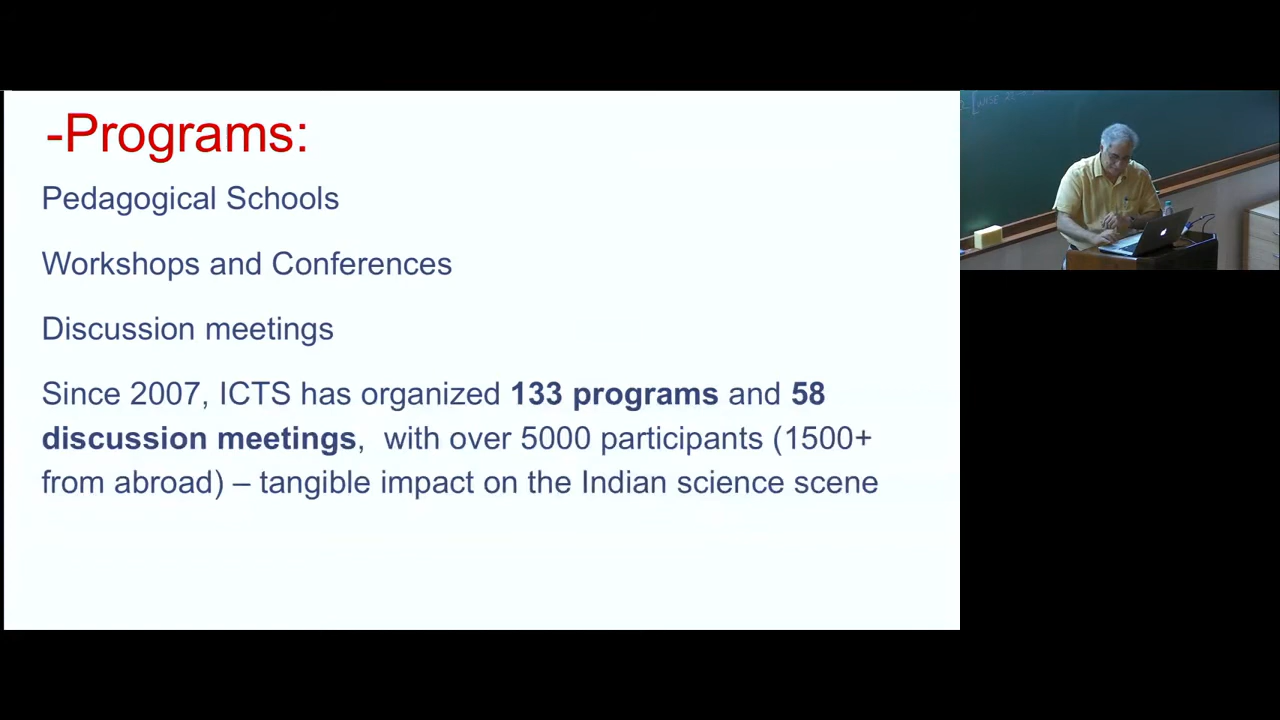 -Programs:
Pedagogical Schools
Workshops and Conferences
Discussion meetings
Since 2007, ICTS has organized 133 programs and 58
discussion meetings, with over 5000 participants (1500+
from abroad) – tangible impact on the Indian science scene